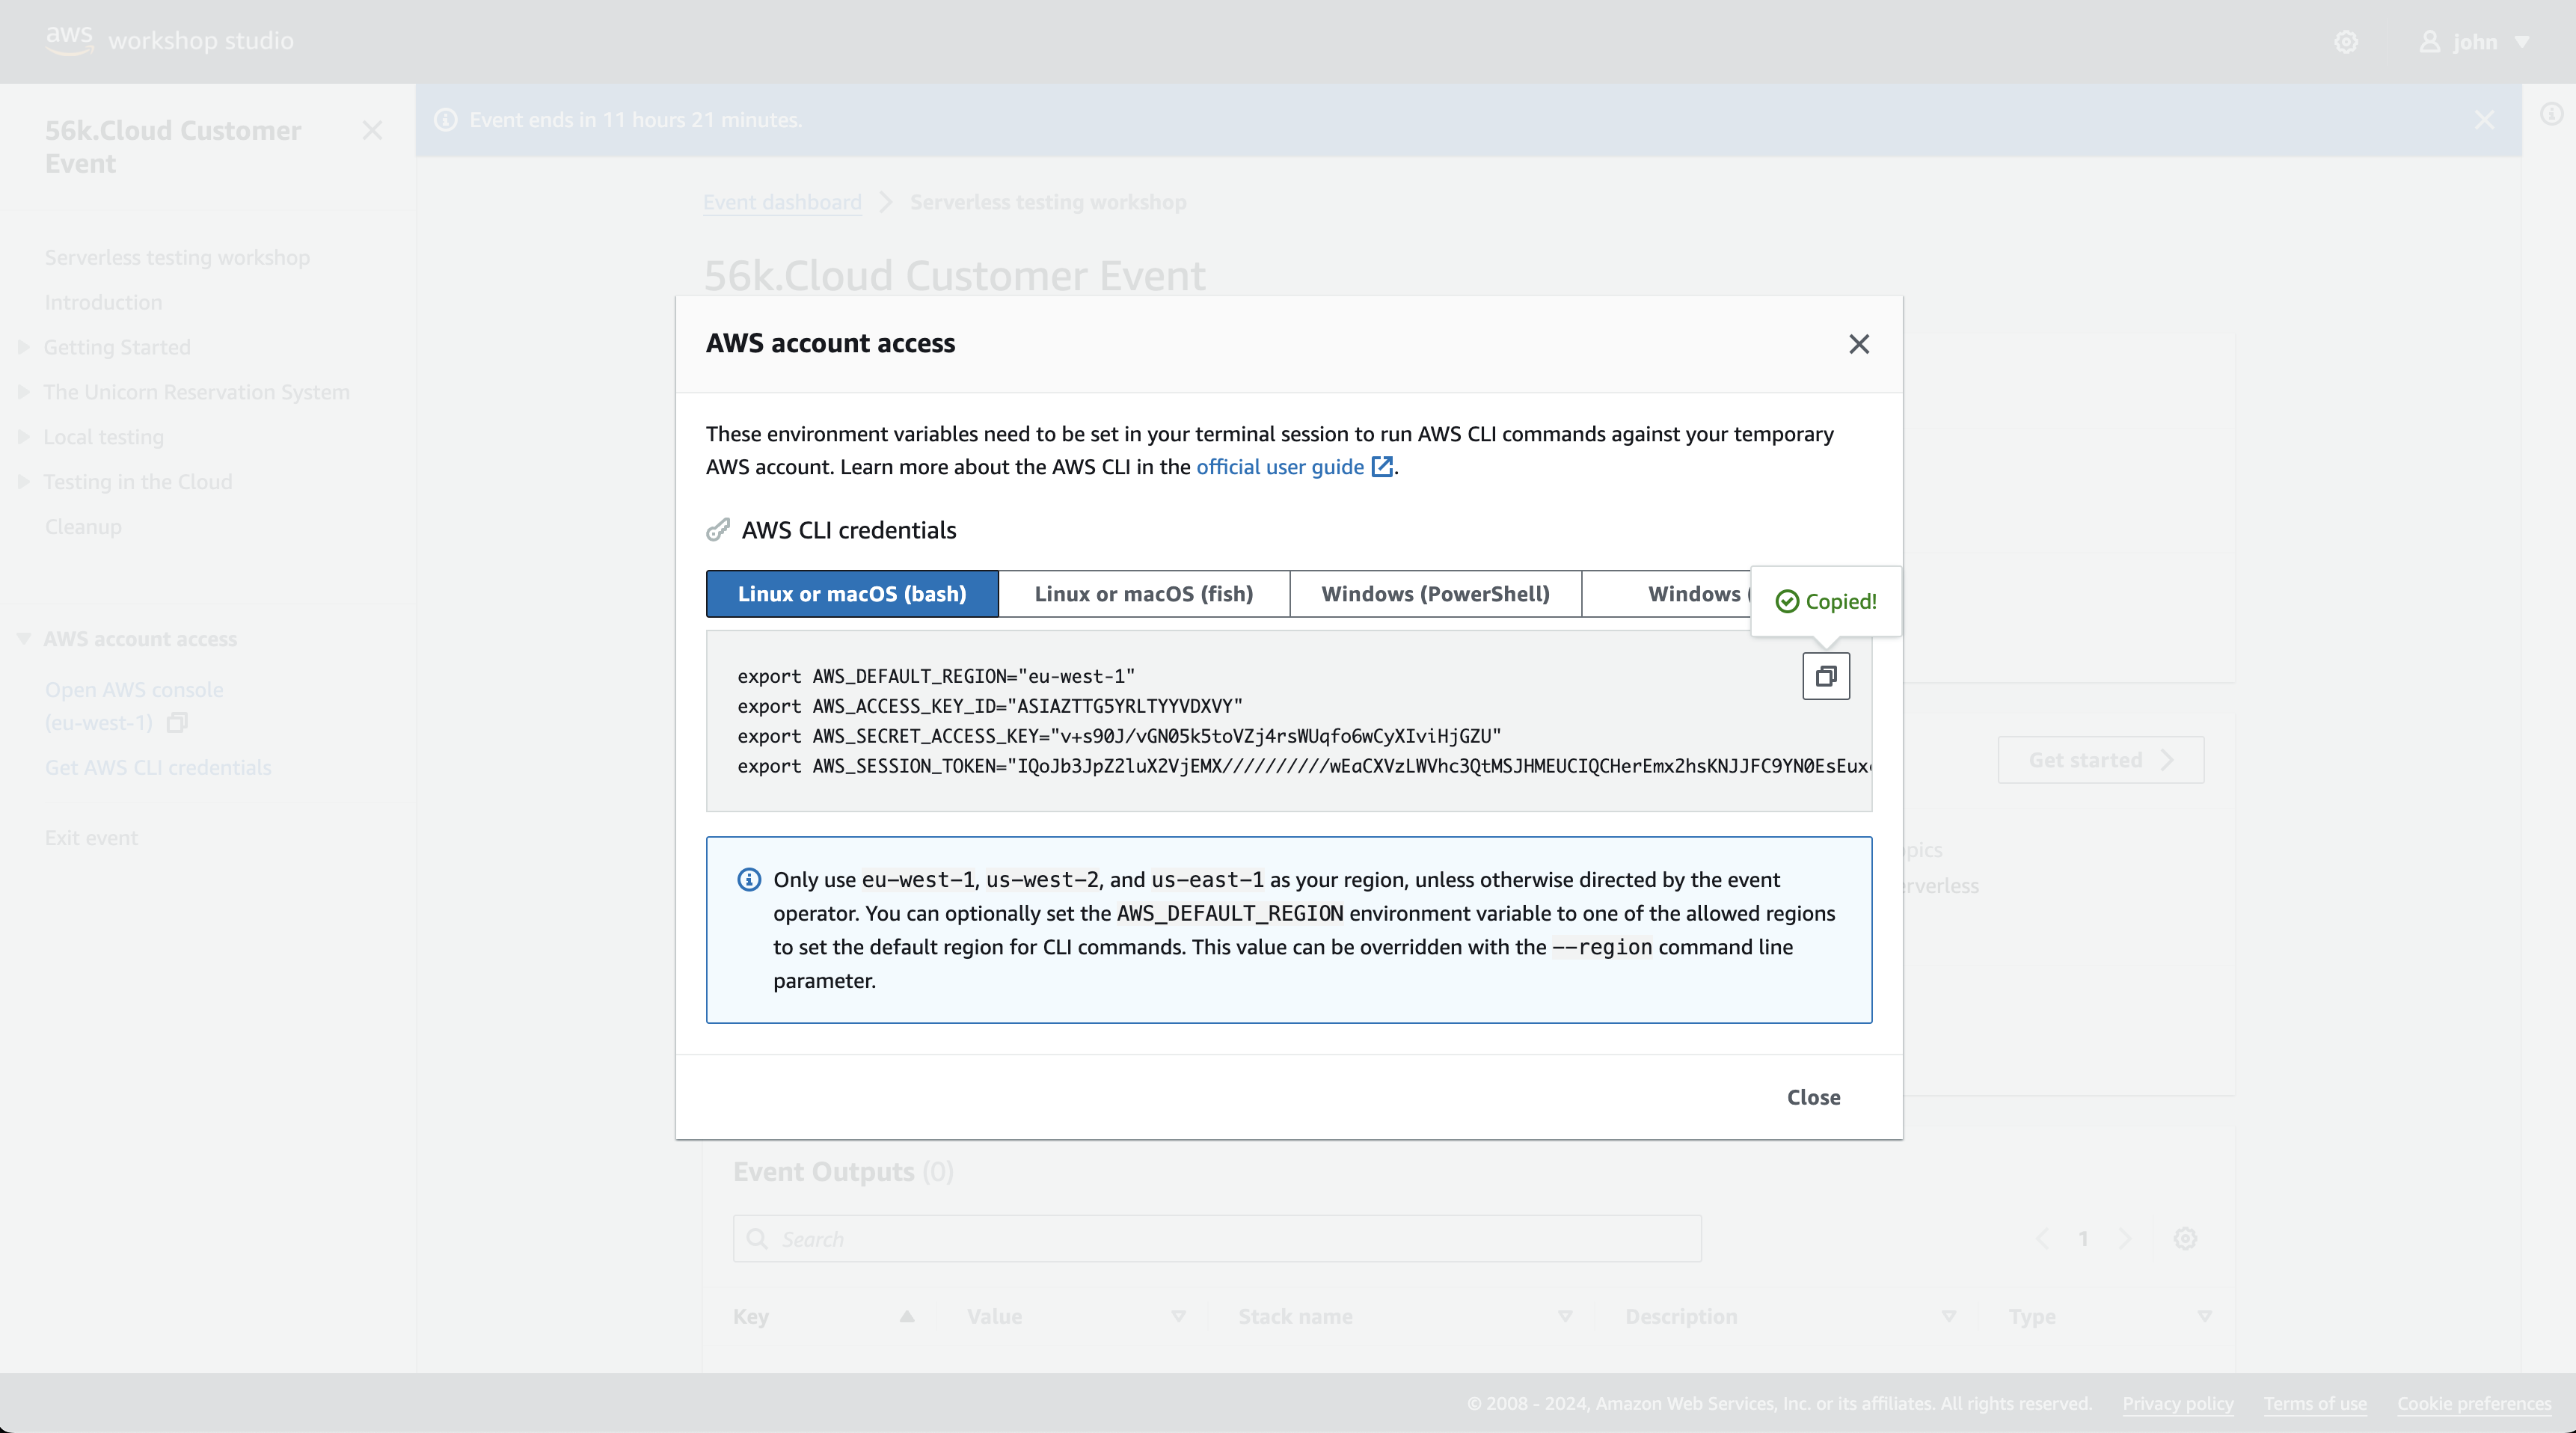 aws workshop studio
john
56k.Cloud Customer
Event
Serverless testing workshop
Introduction
Getting Started
The Unicorn Reservation System
Local testing
Testing in the Cloud
Cleanup
AWS account access
Open AWS console
(eu-west-1)
Get AWS CLI credentials
Exit event
Event ends in 11 hours 21 minutes.
Event dashboard
Serverless testing workshop
56k.Cloud Customer Event
AWS account access
These environment variables need to be set in your terminal session to run AWS CLI commands against your temporary
AWS account. Learn more about the AWS CLI in the official user guide.
AWS CLI credentials
Linux or macOS (bash)
Linux or macOS (fish)
Windows (PowerShell)
Windows (
Copied!
export AWS_DEFAULT_REGION="eu-west-1"
export AWS_ACCESS_KEY_ID="ASIAZTTG5YRLTYYVDXVY"
export AWS_SECRET_ACCESS_KEY="v+s90J/vGN05k5toVZj4rsWUqfo6wCyXIviHjGZU"
export AWS_SESSION_TOKEN="IQoJb3JpZ2luX2VjEMX//////////wEaCXVzLWVhc3QtMSJHMEUCIQCHerEmx2hsKNJJFC9YN0EsEux
Only use eu-west-1, us-west-2, and us-east-1 as your region, unless otherwise directed by the event
operator. You can optionally set the AWS_DEFAULT_REGION environment variable to one of the allowed regions
to set the default region for CLI commands. This value can be overridden with the --region command line
parameter.
Close
Get started
pics
erverless
Event Outputs (0)
Search
1
Key
Value
Stack name
Description
Type
© 2008 - 2024, Amazon Web Services, Inc. or its affiliates. All rights reserved.
Privacy policy
Terms of use
Cookie preferences